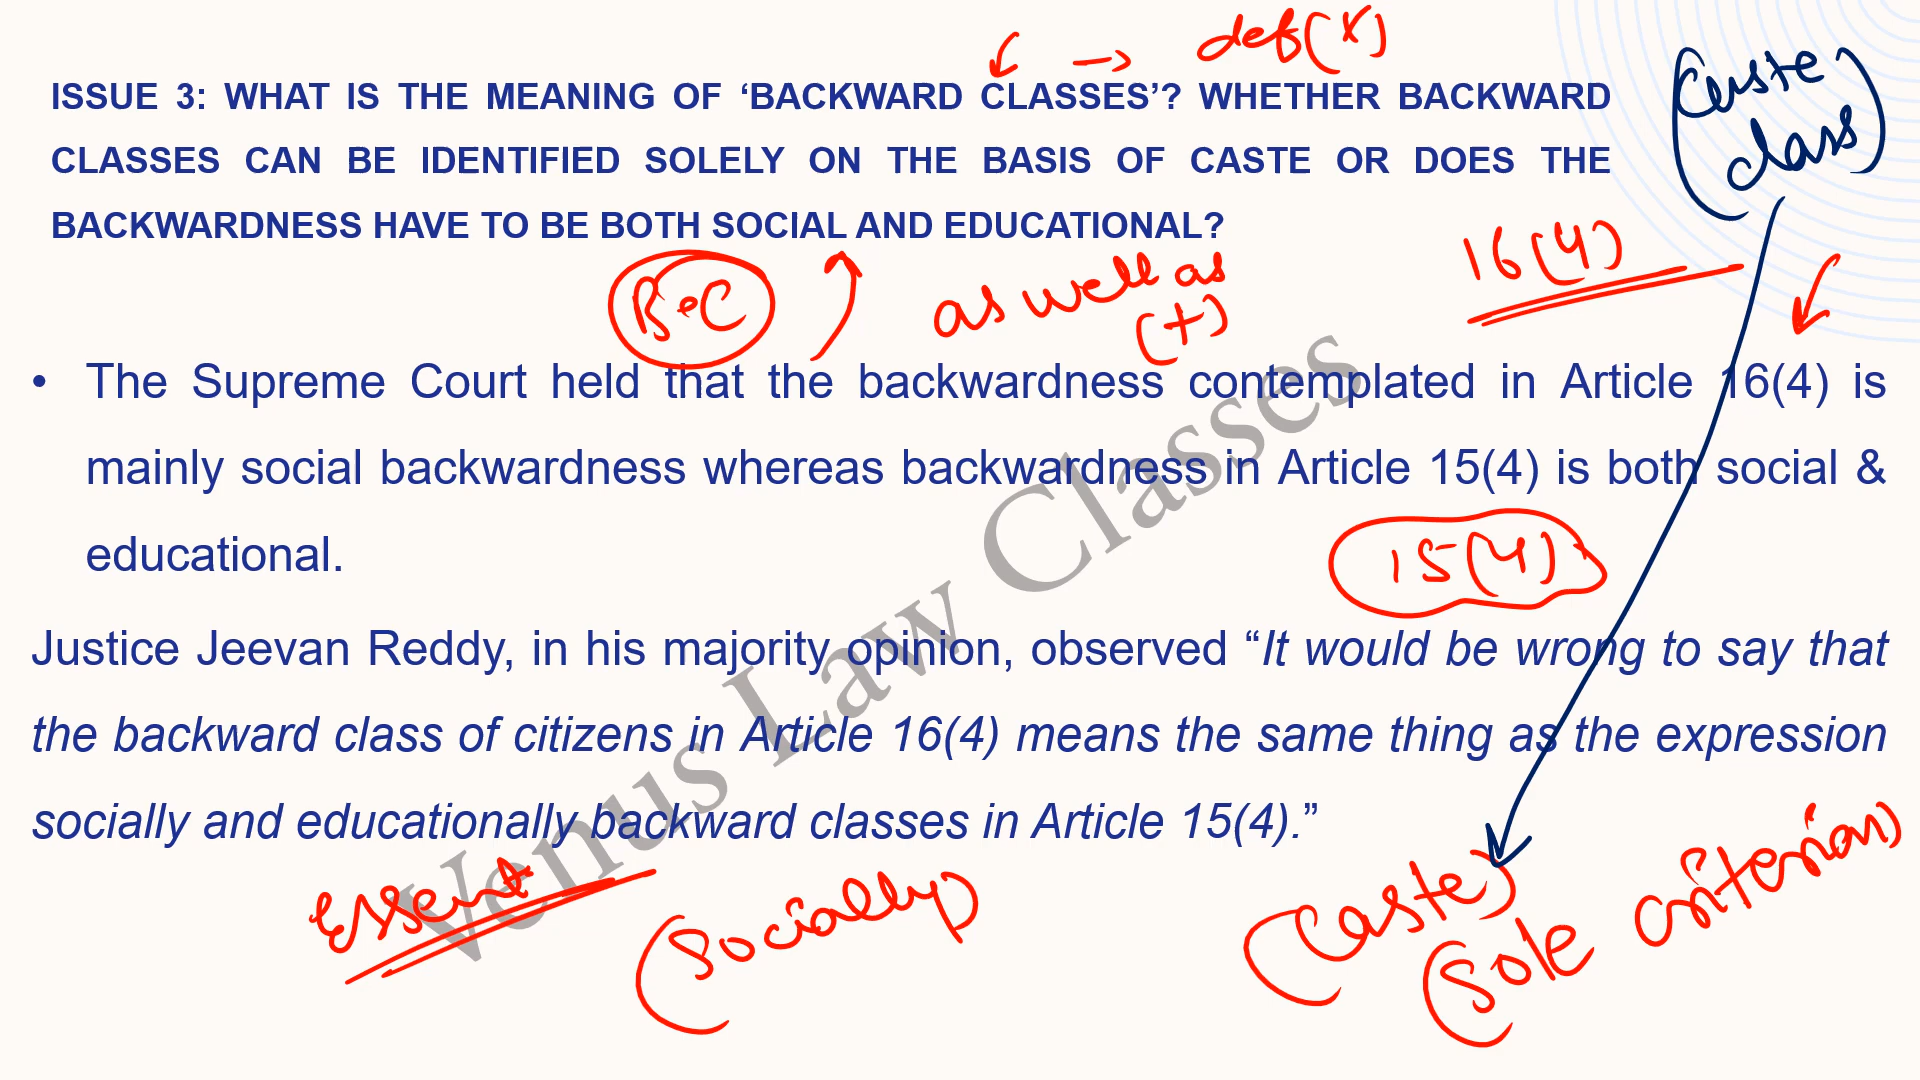 def(x)
ISSUE 3: WHAT IS THE MEANING OF ‘BACKWARD CLASSES’? WHETHER BACKWARD
CLASSES CAN BE IDENTIFIED SOLELY ON THE BASIS OF CASTE OR DOES THE
BACKWARDNESS HAVE TO BE BOTH SOCIAL AND EDUCATIONAL?
Caste
class
16(4)
as well as
(+)
• The Supreme Court held that the backwardness contemplated in Article 16(4) is
mainly social backwardness whereas backwardness in Article 15(4) is both social &
educational.
15(4)
Justice Jeevan Reddy, in his majority opinion, observed “It would be wrong to say that
the backward class of citizens in Article 16(4) means the same thing as the expression
socially and educationally backward classes in Article 15(4).”
(Socially)
(Caste)
(Sole criterion)
Venus Law Classes